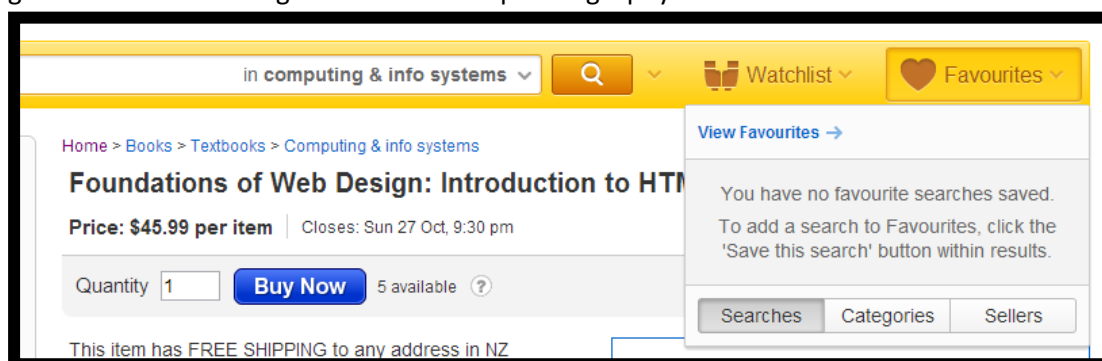 in computing & info systems
Watchlist
Favourites
Home > Books > Textbooks > Computing & info systems
Foundations of Web Design: Introduction to
Price: $45.99 per item
Closes: Sun 27 Oct, 9:30 pm
Quantity 1 Buy Now 5 available ?
This item has FREE SHIPPING to any address in NZ
View Favourites →
You have no favourite searches saved.
To add a search to Favourites, click the
'Save this search' button within results.
Searches Categories Sellers